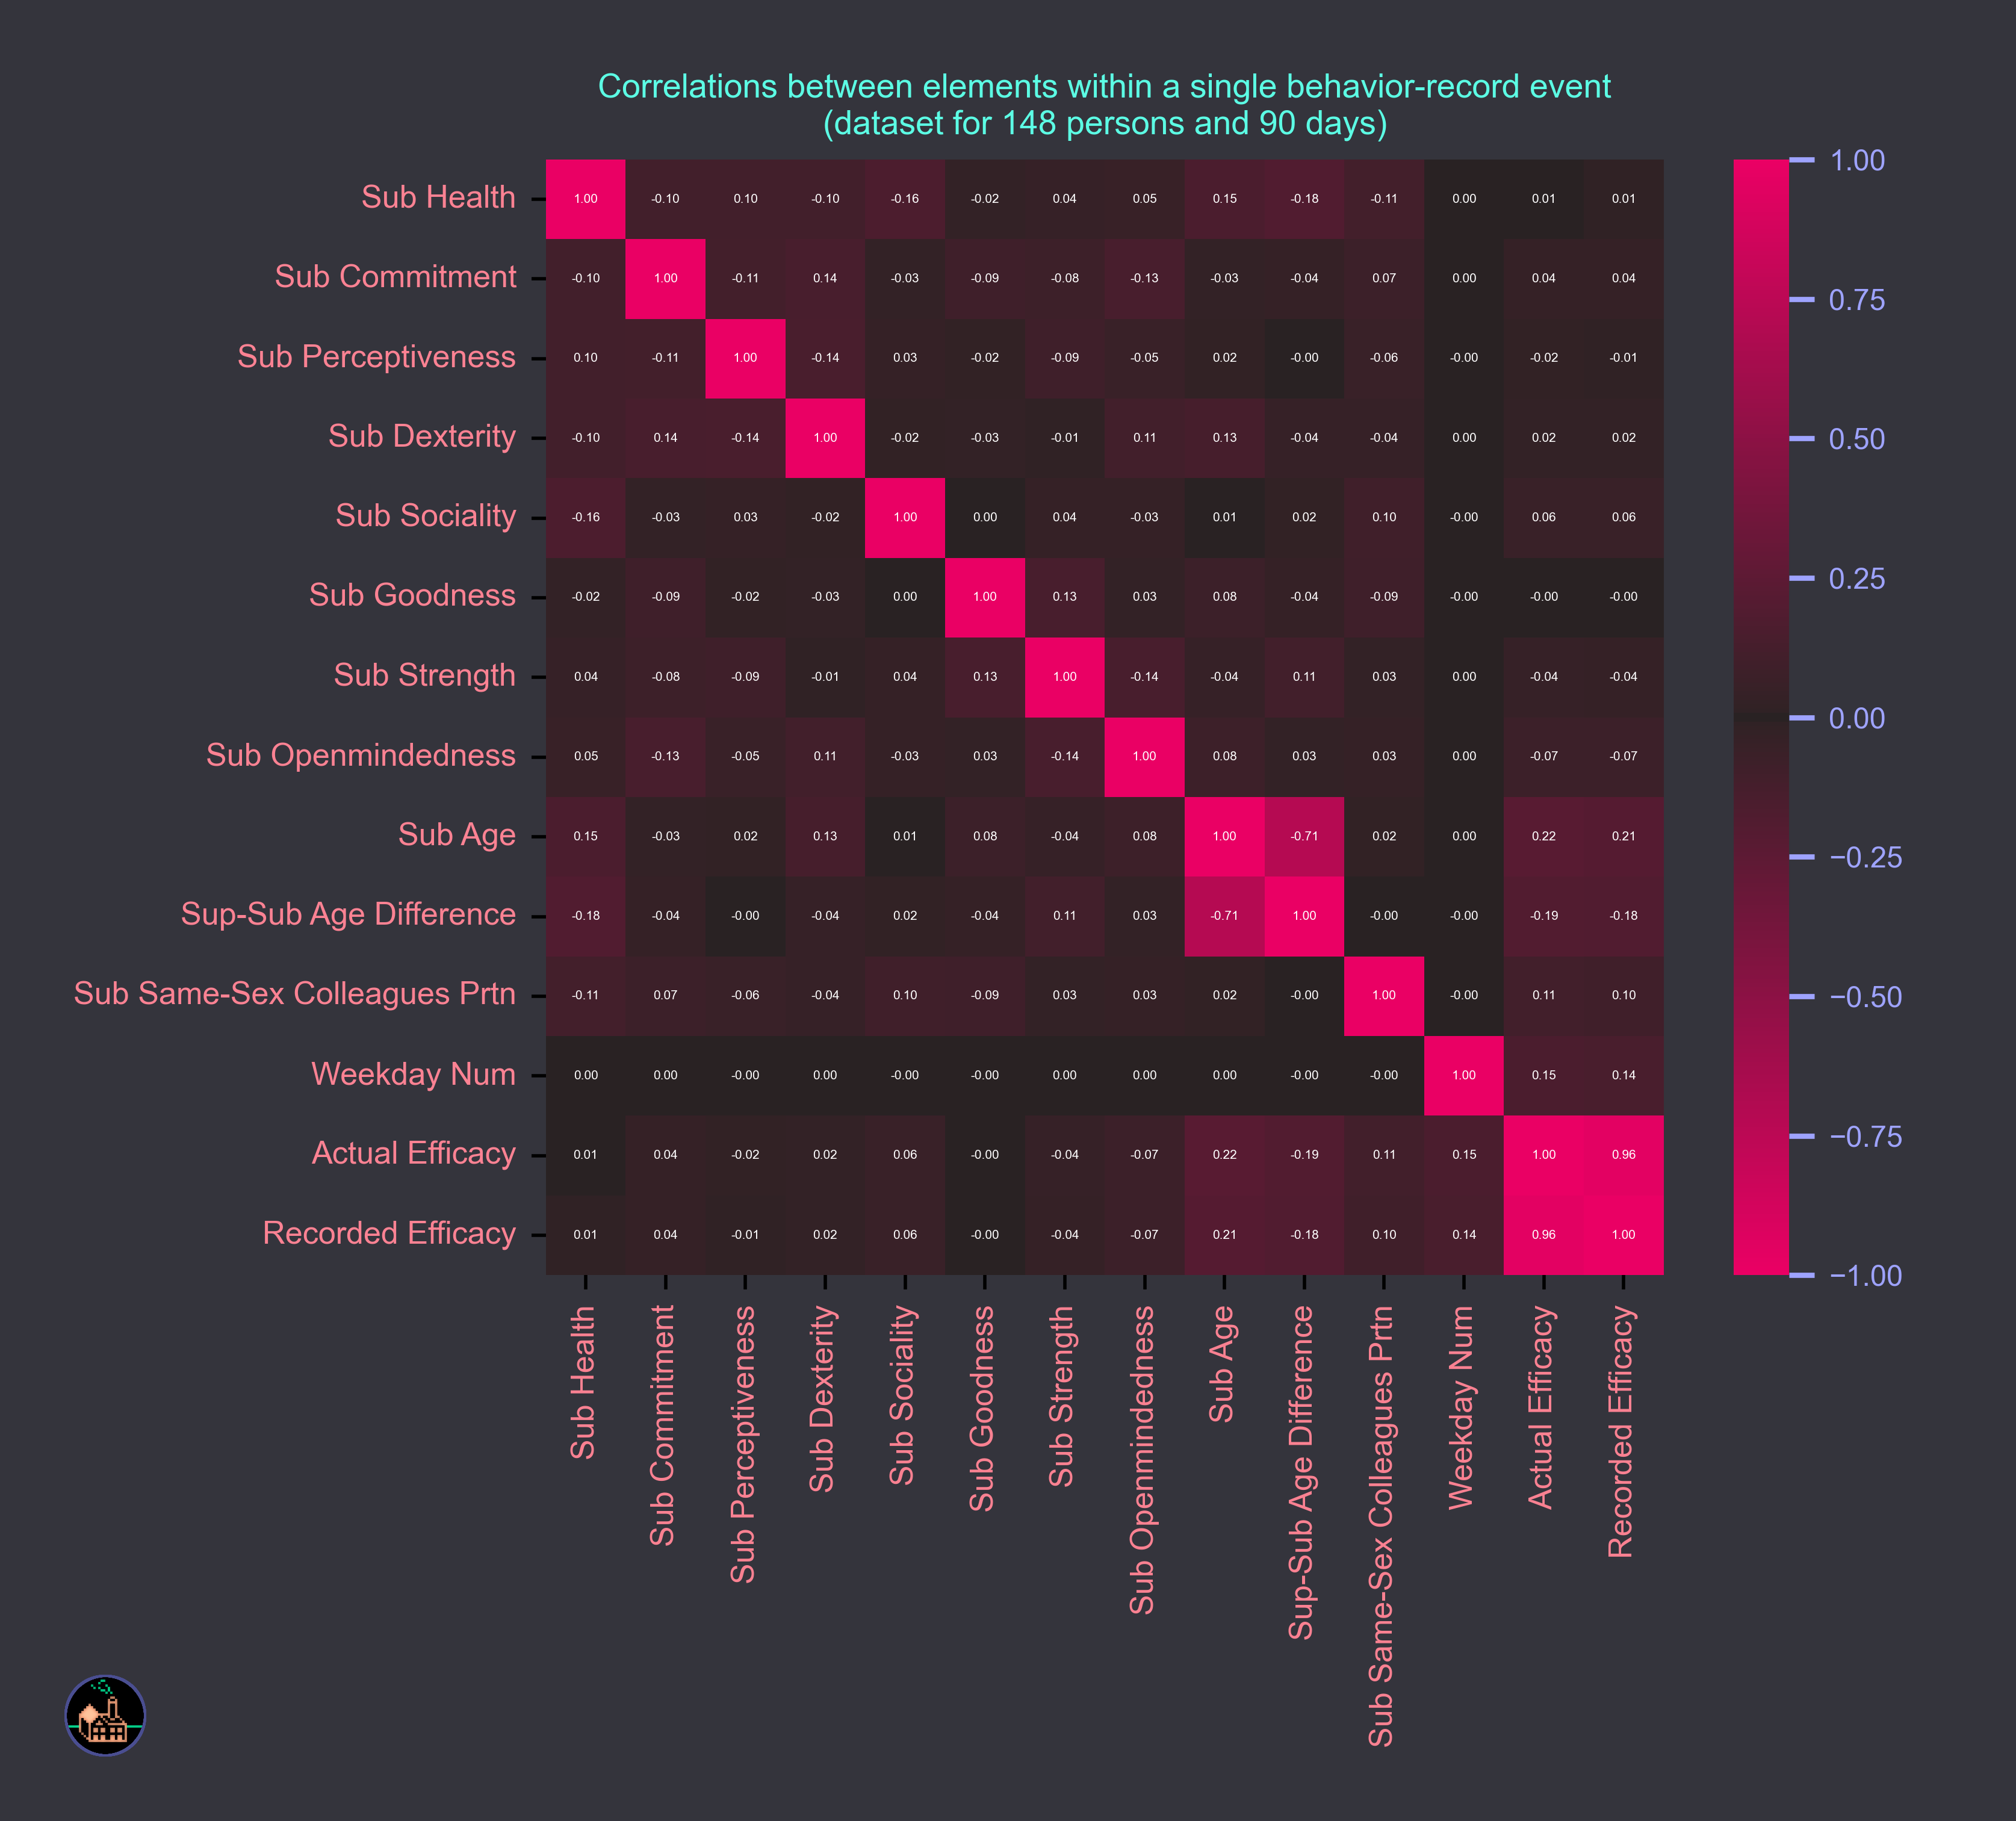 Correlations between elements within a single behavior-record event
(dataset for 148 persons and 90 days)
Sub Health 1.00 -0.10 0.10 -0.10 -0.16 -0.02 0.04 0.05 0.15 -0.18 -0.11 0.00 0.01 0.01
Sub Commitment -0.10 1.00 -0.11 0.14 -0.03 -0.09 -0.08 -0.13 -0.03 -0.04 0.07 0.00 0.04 0.04
Sub Perceptiveness 0.10 -0.11 1.00 -0.14 0.03 -0.02 -0.09 -0.05 0.02 -0.00 -0.06 -0.00 -0.02 -0.01
Sub Dexterity -0.10 0.14 -0.14 1.00 -0.02 -0.03 -0.01 0.11 0.13 -0.04 -0.04 0.00 0.02 0.02
Sub Sociality -0.16 -0.03 0.03 -0.02 1.00 0.00 0.04 -0.03 0.01 0.02 0.10 -0.00 0.06 0.06
Sub Goodness -0.02 -0.09 -0.02 -0.03 0.00 1.00 0.13 0.03 0.08 -0.04 -0.09 -0.00 -0.00 -0.00
Sub Strength 0.04 -0.08 -0.09 -0.01 0.04 0.13 1.00 -0.14 -0.04 0.11 0.03 0.00 -0.04 -0.04
Sub Openmindedness 0.05 -0.13 -0.05 0.11 -0.03 0.03 -0.14 1.00 0.08 0.03 0.03 0.00 -0.07 -0.07
Sub Age 0.15 -0.03 0.02 0.13 0.01 0.08 -0.04 0.08 1.00 -0.71 0.02 0.00 0.22 0.21
Sup-Sub Age Difference -0.18 -0.04 -0.00 -0.04 0.02 -0.04 0.11 0.03 -0.71 1.00 -0.00 -0.00 -0.19 -0.18
Sub Same-Sex Colleagues Prtn -0.11 0.07 -0.06 -0.04 0.10 -0.09 0.03 0.03 0.02 -0.00 1.00 -0.00 0.11 0.10
Weekday Num 0.00 0.00 -0.00 0.00 -0.00 -0.00 0.00 0.00 0.00 -0.00 -0.00 1.00 0.15 0.14
Actual Efficacy 0.01 0.04 -0.02 0.02 0.06 -0.00 -0.04 -0.07 0.22 -0.19 0.11 0.15 1.00 0.96
Recorded Efficacy 0.01 0.04 -0.01 0.02 0.06 -0.00 -0.04 -0.07 0.21 -0.18 0.10 0.14 0.96 1.00
Sub Health
Sub Commitment
Sub Perceptiveness
Sub Dexterity
Sub Sociality
Sub Goodness
Sub Strength
Sub Openmindedness
Sub Age
Sup-Sub Age Difference
Sub Same-Sex Colleagues Prtn
Weekday Num
Actual Efficacy
Recorded Efficacy
1.00
0.75
0.50
0.25
0.00
−0.25
−0.50
−0.75
−1.00